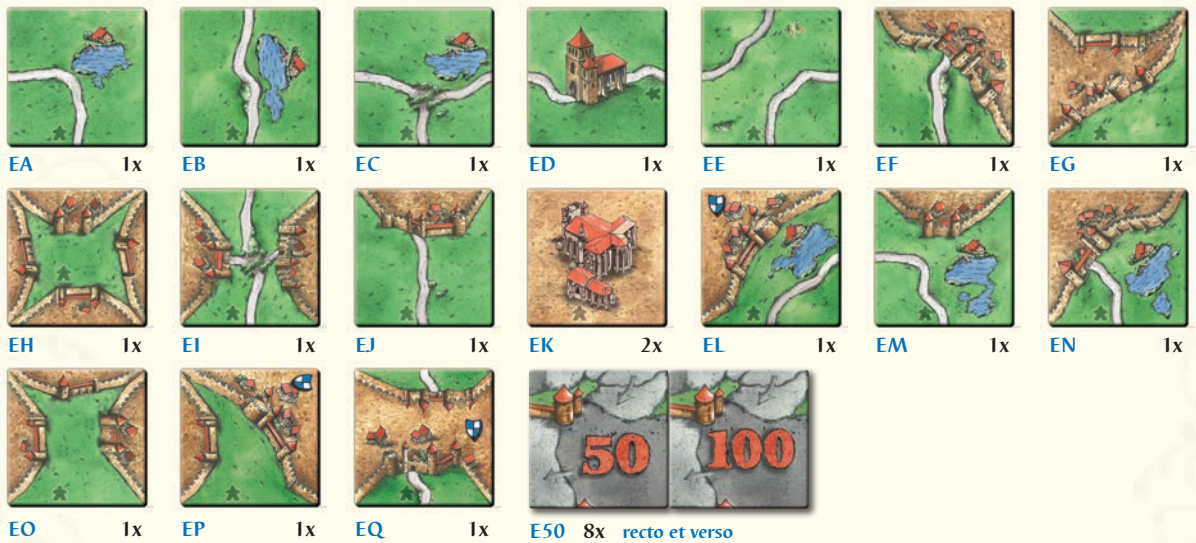 EA 1x EB 1x EC 1x ED 1x EE 1x EF 1x EG 1x
EH 1x EI 1x EJ 1x EK 2x EL 1x EM 1x EN 1x
50 100
EO 1x EP 1x EQ 1x E50 8x recto et verso